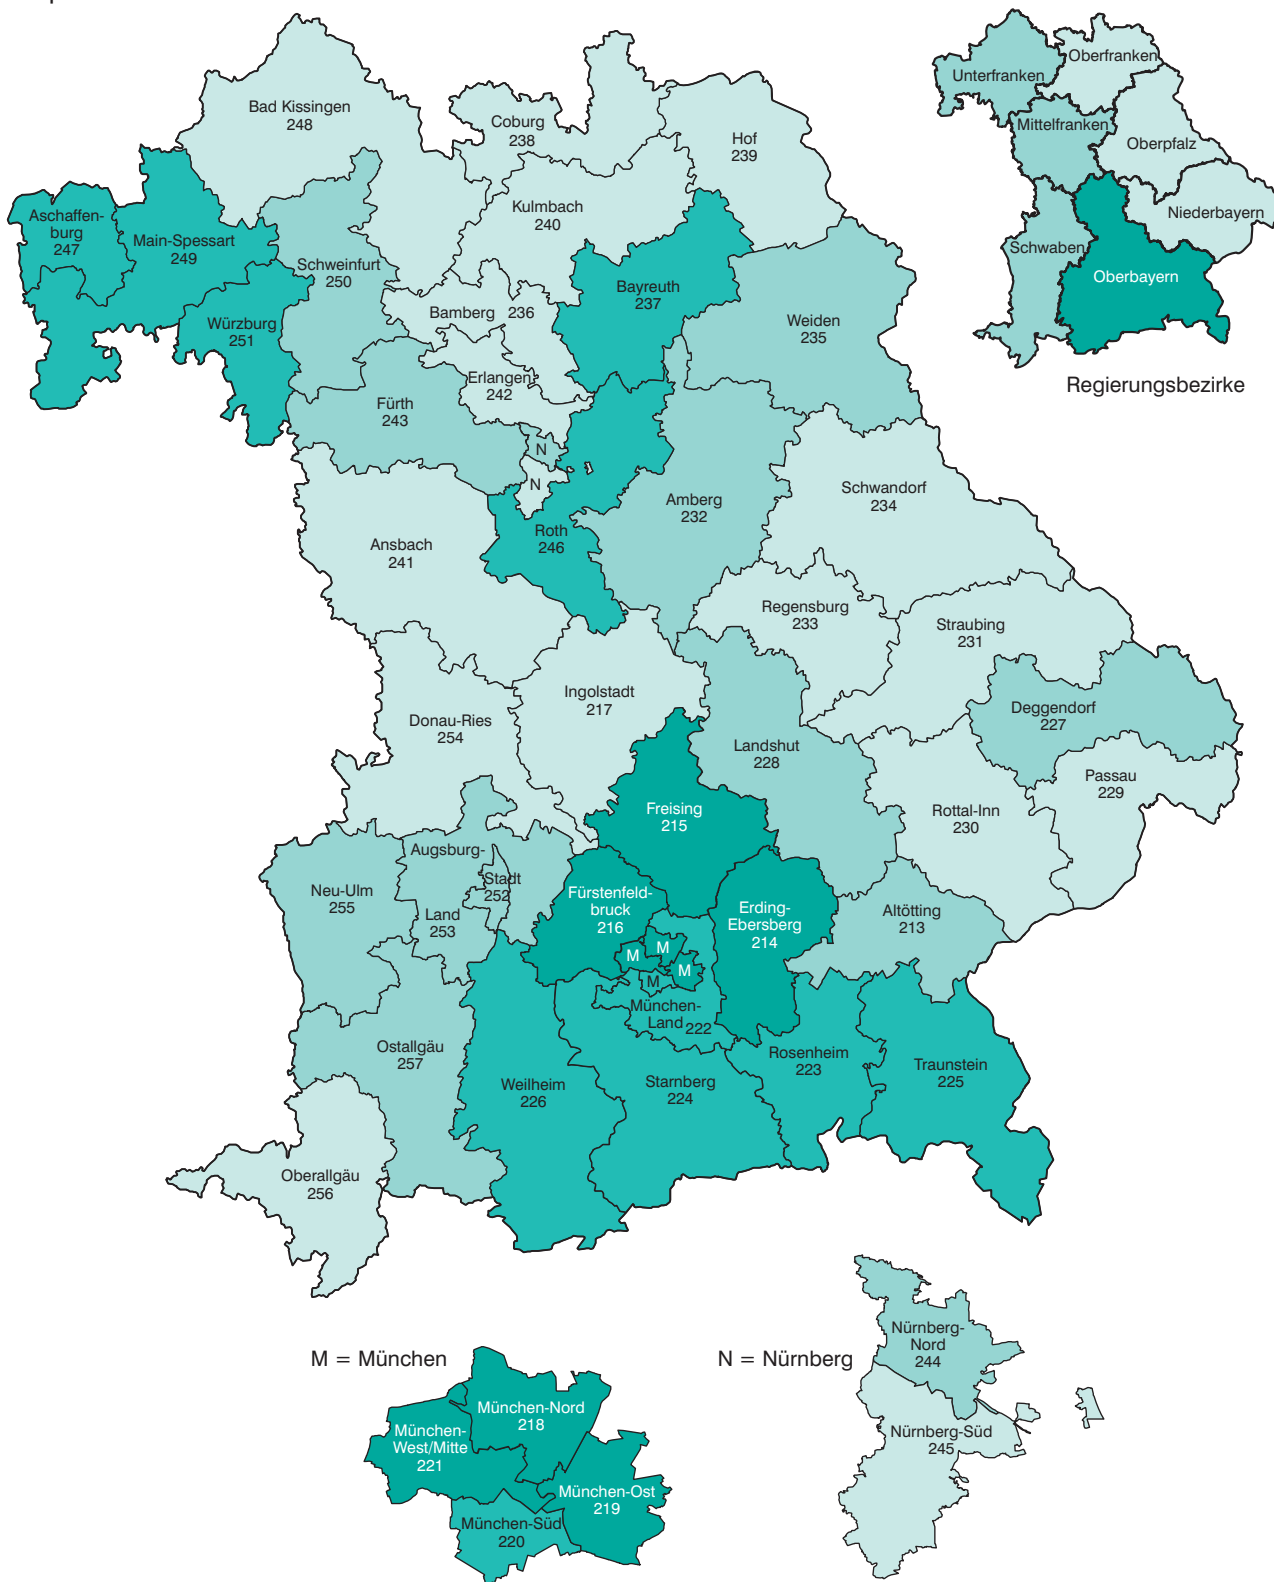 Oberfranken
Unterfranken
Mittelfranken
Oberpfalz
Niederbayern
Schwaben
Oberbayern
Regierungsbezirke
Bad Kissingen
248
Coburg
238
Hof
239
Kulmbach
240
Aschaffen-
burg
247
Main-Spessart
249
Schweinfurt
250
Bayreuth
237
Bamberg 236
Würzburg
251
Weiden
235
Erlangen
242
Fürth
243
N
N
Schwandorf
234
Amberg
232
Roth
246
Ansbach
241
Regensburg
233
Straubing
231
Ingolstadt
217
Deggendorf
227
Donau-Ries
254
Landshut
228
Passau
229
Freising
215
Rottal-Inn
230
Augsburg-
Stadt
252
Land
253
Neu-Ulm
255
Fürstenfeld-
bruck
216
Erding-
Ebersberg
214
Altötting
213
M
M
M
M
München-
Land 222
Ostallgäu
257
Rosenheim
223
Traunstein
225
Weilheim
226
Starnberg
224
Oberallgäu
256
M = München
München-Nord
218
München-
West/Mitte
221
München-Ost
219
München-Süd
220
N = Nürnberg
Nürnberg-
Nord
244
Nürnberg-Süd
245